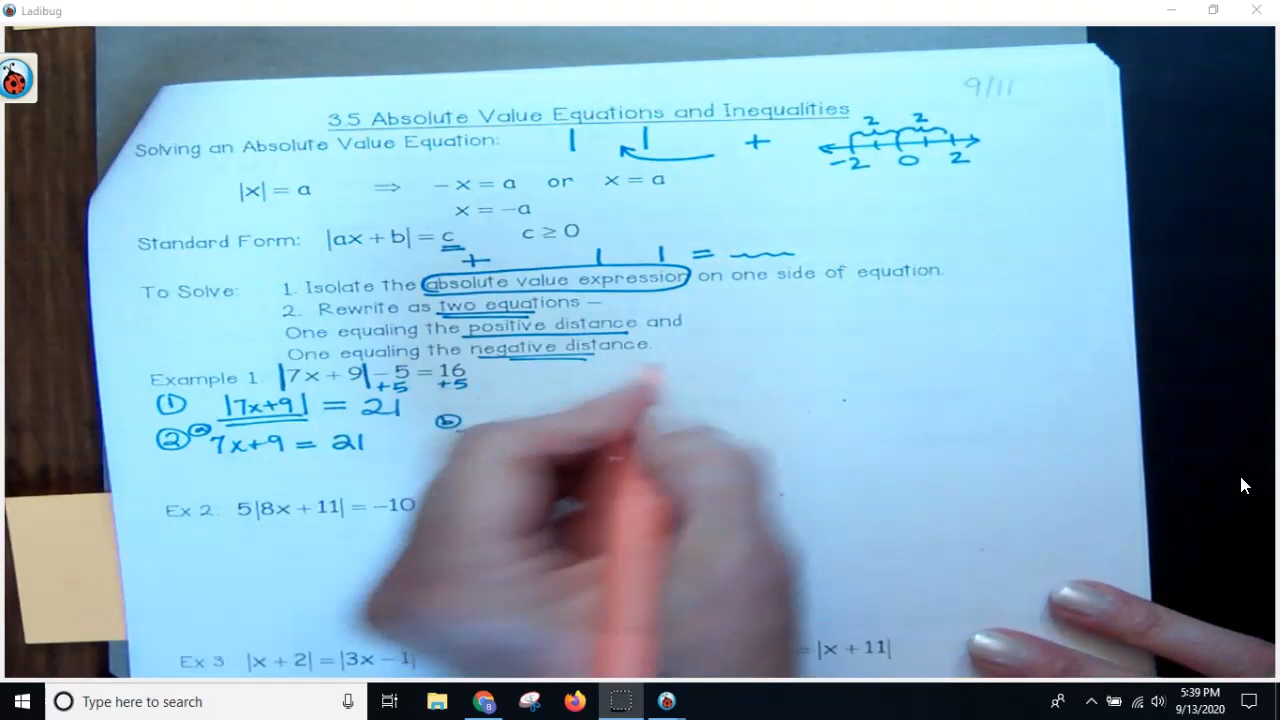 Ladibug
9/11
3.5 Absolute Value Equations and Inequalities
Solving an Absolute Value Equation: | | + 2 2
-2 0 2
|x| = a ⇒ -x = a or x = a
x = -a
Standard Form: |ax + b| = c c ≥ 0
+ | | =
To Solve: 1. Isolate the absolute value expression on one side of equation.
2. Rewrite as two equations –
One equaling the positive distance and
One equaling the negative distance.
Example 1. |7x + 9| - 5 = 16
+5 +5
① |7x+9| = 21
② ⓐ 7x+9 = 21 ⓑ
Ex 2. 5|8x + 11| = -10
Ex 3 |x + 2| = |3x - 1| = |x + 11|
Type here to search
5:39 PM
9/13/2020